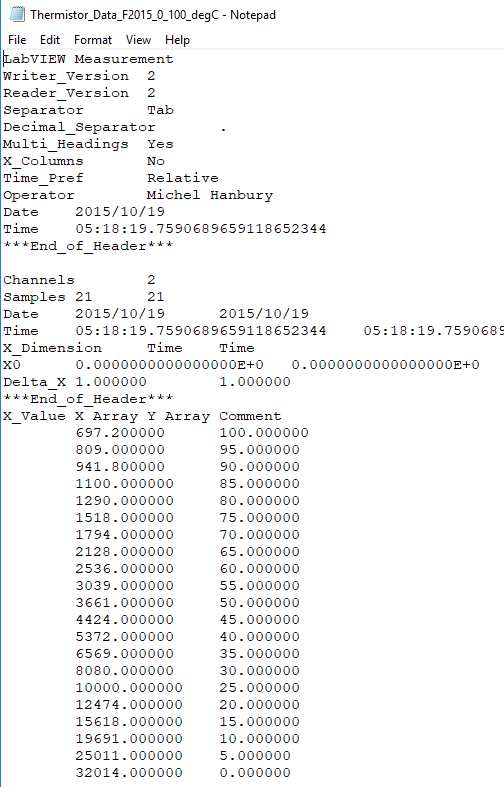 Thermistor_Data_F2015_0_100_degC - Notepad
File Edit Format View Help
LabVIEW Measurement
Writer_Version 2
Reader_Version 2
Separator Tab
Decimal_Separator .
Multi_Headings Yes
X_Columns No
Time_Pref Relative
Operator Michel Hanbury
Date 2015/10/19
Time 05:18:19.7590689659118652344
***End_of_Header***
Channels 2
Samples 21 21
Date 2015/10/19 2015/10/19
Time 05:18:19.7590689659118652344 05:18:19.759068
X_Dimension Time Time
X0 0.0000000000000000E+0 0.0000000000000000E+0
Delta_X 1.000000 1.000000
***End_of_Header***
X_Value X_Array Y_Array Comment
697.200000 100.000000
809.000000 95.000000
941.800000 90.000000
1100.000000 85.000000
1290.000000 80.000000
1518.000000 75.000000
1794.000000 70.000000
2128.000000 65.000000
2536.000000 60.000000
3039.000000 55.000000
3661.000000 50.000000
4424.000000 45.000000
5372.000000 40.000000
6569.000000 35.000000
8080.000000 30.000000
10000.000000 25.000000
12474.000000 20.000000
15618.000000 15.000000
19691.000000 10.000000
25011.000000 5.000000
32014.000000 0.000000